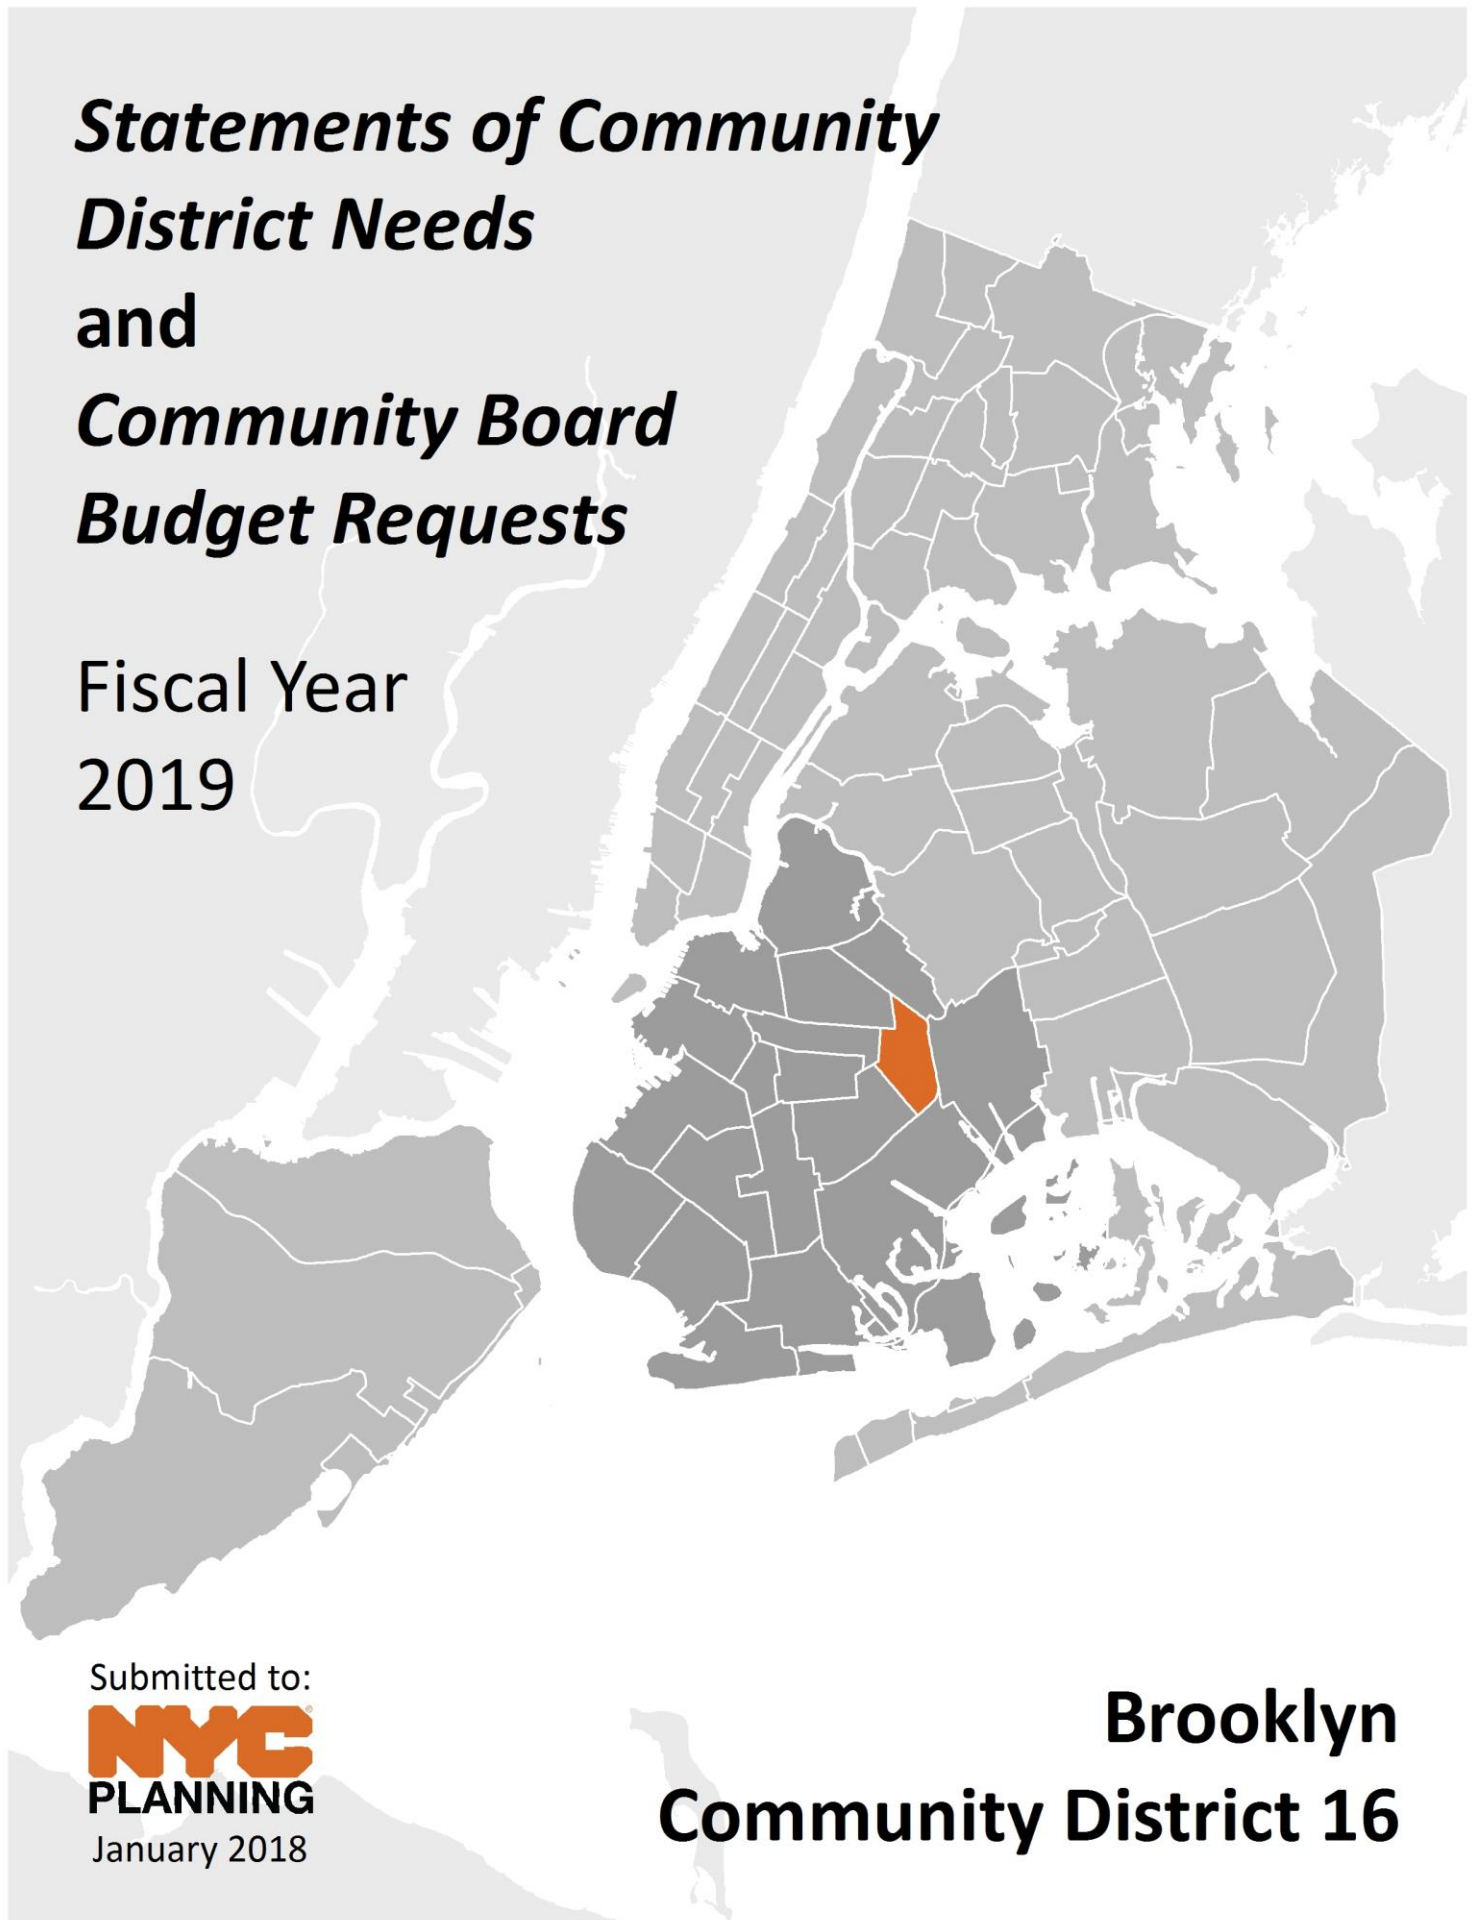 Statements of Community
District Needs
and
Community Board
Budget Requests
Fiscal Year
2019
Submitted to:
NYC
PLANNING
January 2018
Brooklyn
Community District 16